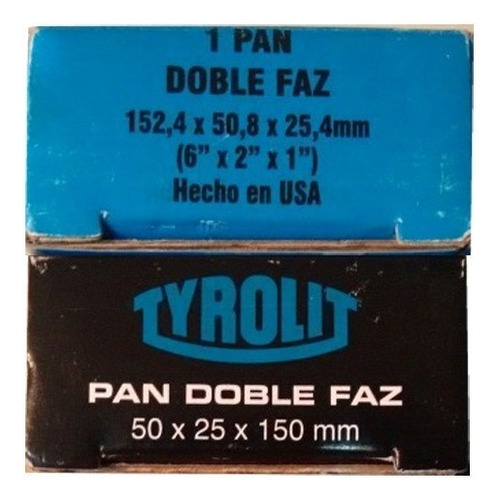 1 PAN
DOBLE FAZ
152,4 x 50,8 x 25,4mm
(6” x 2” x 1”)
Hecho en USA
TYROLIT
PAN DOBLE FAZ
50 x 25 x 150 mm